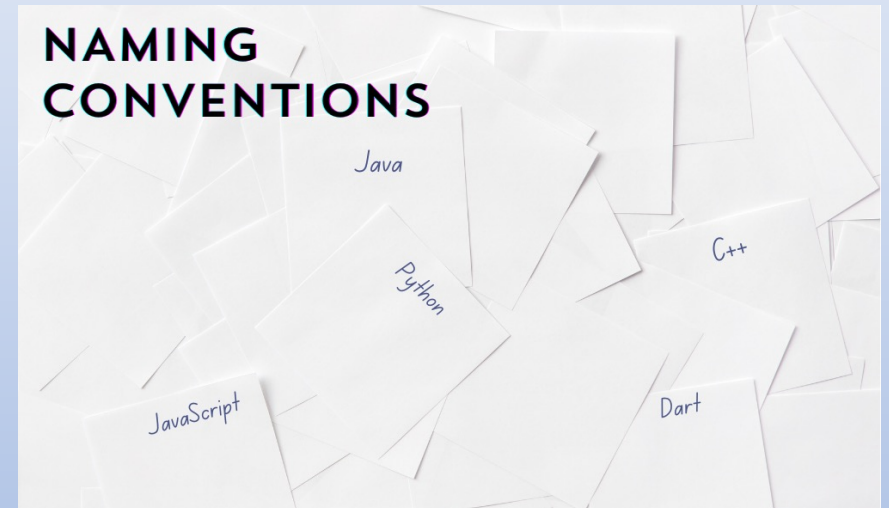 NAMING
CONVENTIONS
Java
Python
C++
JavaScript
Dart